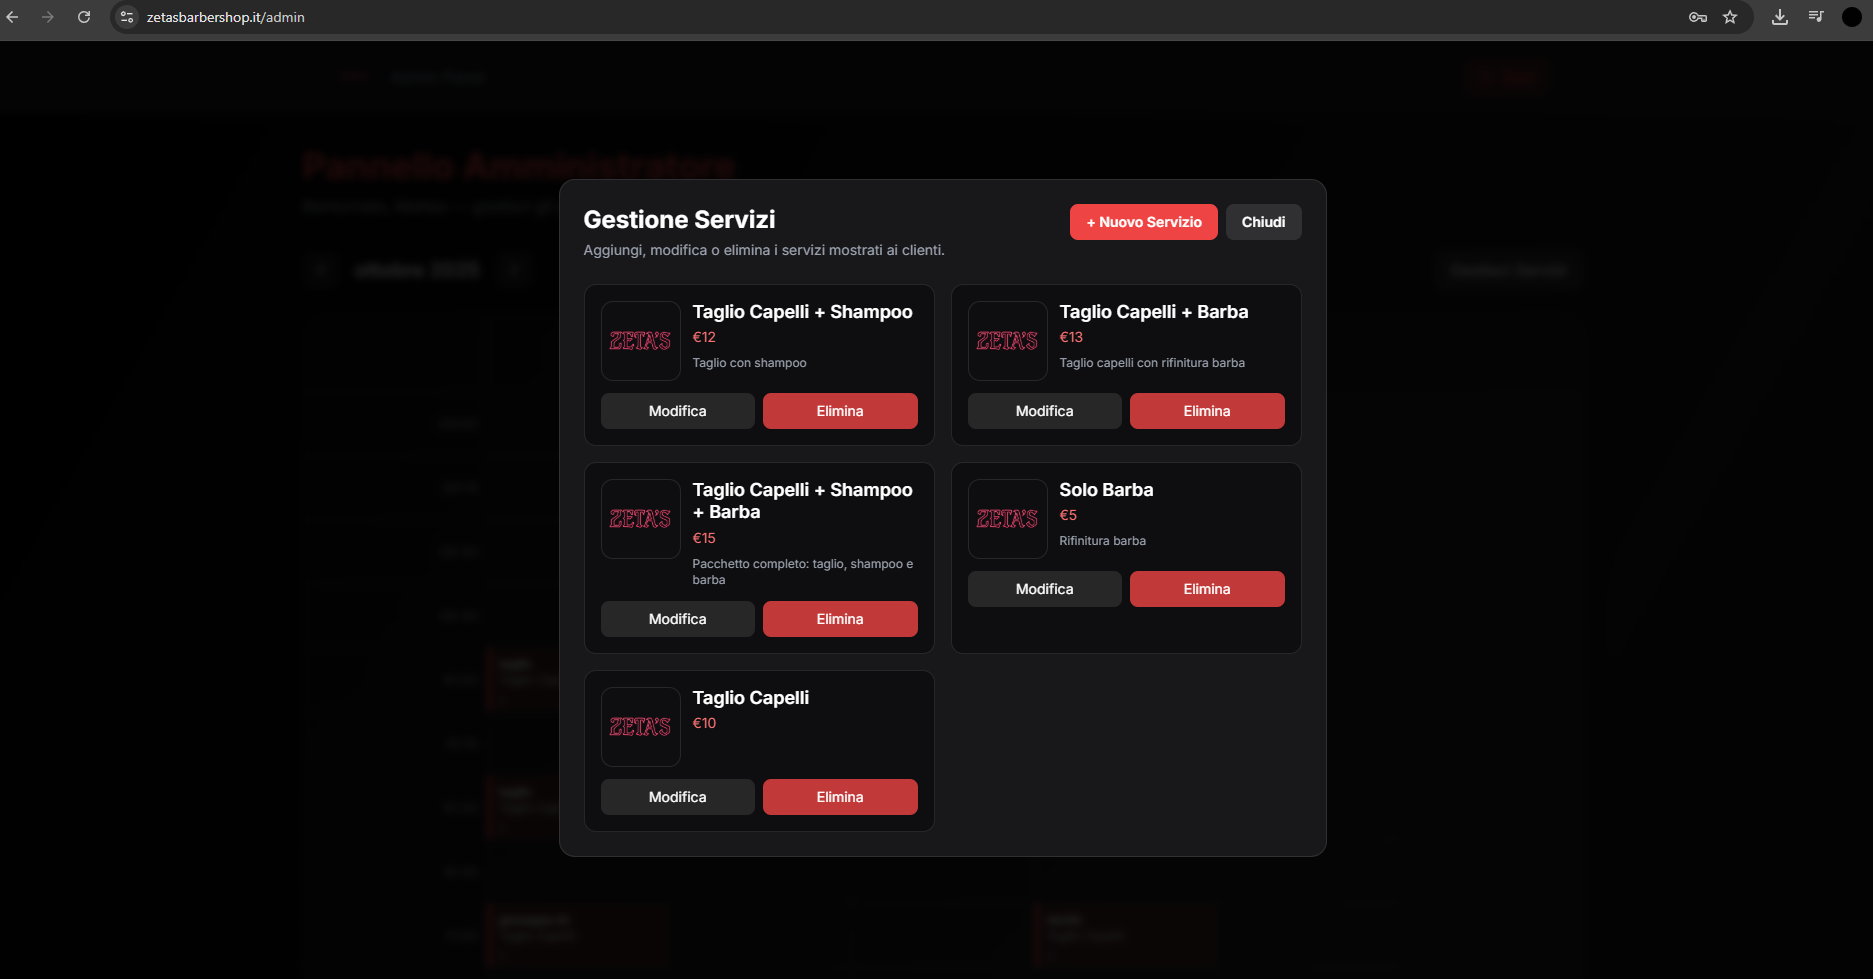 zetasbarbershop.it/admin
Pannello Amministratore
ottobre 2025
Gestione Servizi
+ Nuovo Servizio
Chiudi
Aggiungi, modifica o elimina i servizi mostrati ai clienti.
ZETA'S
Taglio Capelli + Shampoo
€12
Taglio con shampoo
Modifica
Elimina
ZETA'S
Taglio Capelli + Barba
€13
Taglio capelli con rifinitura barba
Modifica
Elimina
ZETA'S
Taglio Capelli + Shampoo
+ Barba
€15
Pacchetto completo: taglio, shampoo e
barba
Modifica
Elimina
ZETA'S
Solo Barba
€5
Rifinitura barba
Modifica
Elimina
ZETA'S
Taglio Capelli
€10
Modifica
Elimina